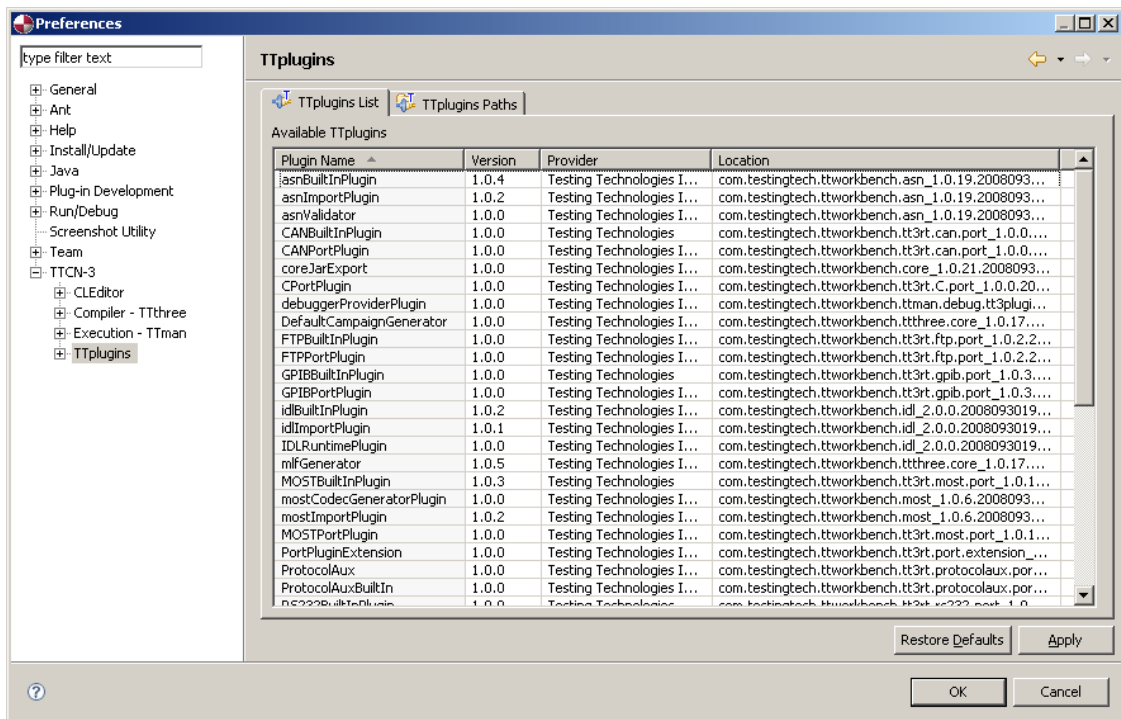 Preferences
type filter text
General
Ant
Help
Install/Update
Java
Plug-in Development
Run/Debug
Screenshot Utility
Team
TTCN-3
CLEditor
Compiler - TTthree
Execution - TTman
TTplugins
TTplugins
TTplugins List TTplugins Paths
Available TTplugins
Plugin Name Version Provider Location
asnBuiltInPlugin 1.0.4 Testing Technologies I... com.testingtech.ttworkbench.asn_1.0.19.2008093...
asnImportPlugin 1.0.2 Testing Technologies I... com.testingtech.ttworkbench.asn_1.0.19.2008093...
asnValidator 1.0.0 Testing Technologies I... com.testingtech.ttworkbench.asn_1.0.19.2008093...
CANBuiltInPlugin 1.0.0 Testing Technologies com.testingtech.ttworkbench.tt3rt.can.port_1.0.0....
CANPortPlugin 1.0.0 Testing Technologies I... com.testingtech.ttworkbench.tt3rt.can.port_1.0.0....
coreJarExport 1.0.0 Testing Technologies I... com.testingtech.ttworkbench.core_1.0.21.2008093...
CPortPlugin 1.0.0 Testing Technologies I... com.testingtech.ttworkbench.tt3rt.C.port_1.0.0.20...
debuggerProviderPlugin 1.0.0 Testing Technologies I... com.testingtech.ttworkbench.ttman.debug.tt3plugi...
DefaultCampaignGenerator 1.0.0 Testing Technologies I... com.testingtech.ttworkbench.ttthree.core_1.0.17....
FTPBuiltInPlugin 1.0.0 Testing Technologies I... com.testingtech.ttworkbench.tt3rt.ftp.port_1.0.2.2...
FTPPortPlugin 1.0.0 Testing Technologies I... com.testingtech.ttworkbench.tt3rt.ftp.port_1.0.2.2...
GPIBBuiltInPlugin 1.0.0 Testing Technologies com.testingtech.ttworkbench.tt3rt.gpib.port_1.0.3....
GPIBPortPlugin 1.0.0 Testing Technologies I... com.testingtech.ttworkbench.tt3rt.gpib.port_1.0.3....
idlBuiltInPlugin 1.0.2 Testing Technologies I... com.testingtech.ttworkbench.idl_2.0.0.2008093019...
idlImportPlugin 1.0.1 Testing Technologies I... com.testingtech.ttworkbench.idl_2.0.0.2008093019...
IDLRuntimePlugin 1.0.0 Testing Technologies I... com.testingtech.ttworkbench.idl_2.0.0.2008093019...
mlfGenerator 1.0.5 Testing Technologies I... com.testingtech.ttworkbench.ttthree.core_1.0.17....
MOSTBuiltInPlugin 1.0.3 Testing Technologies com.testingtech.ttworkbench.tt3rt.most.port_1.0.1...
mostCodecGeneratorPlugin 1.0.0 Testing Technologies I... com.testingtech.ttworkbench.most_1.0.6.2008093...
mostImportPlugin 1.0.2 Testing Technologies I... com.testingtech.ttworkbench.most_1.0.6.2008093...
MOSTPortPlugin 1.0.0 Testing Technologies I... com.testingtech.ttworkbench.tt3rt.most.port_1.0.1...
PortPluginExtension 1.0.0 Testing Technologies I... com.testingtech.ttworkbench.tt3rt.port.extension_...
ProtocolAux 1.0.0 Testing Technologies I... com.testingtech.ttworkbench.tt3rt.protocolaux.por...
ProtocolAuxBuiltIn 1.0.0 Testing Technologies I... com.testingtech.ttworkbench.tt3rt.protocolaux.por...
RS232BuiltInPlugin 1.0.0 Testing Technologies com.testingtech.ttworkbench.tt3rt.rs232.port_1.0
Restore Defaults Apply
OK Cancel